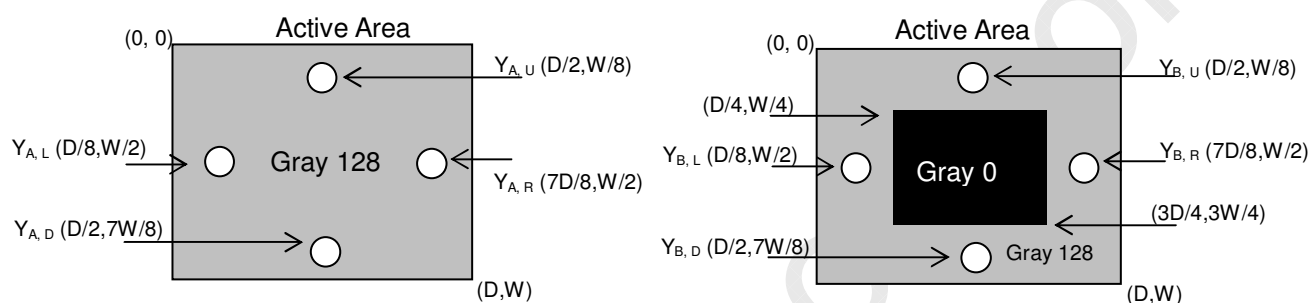 Active Area
(0, 0)
Y_A, U (D/2,W/8)
Y_A, L (D/8,W/2)
Gray 128
Y_A, R (7D/8,W/2)
Y_A, D (D/2,7W/8)
(D,W)
Active Area
(0, 0)
Y_B, U (D/2,W/8)
(D/4,W/4)
Y_B, L (D/8,W/2)
Gray 0
Y_B, R (7D/8,W/2)
(3D/4,3W/4)
Y_B, D (D/2,7W/8)
Gray 128
(D,W)